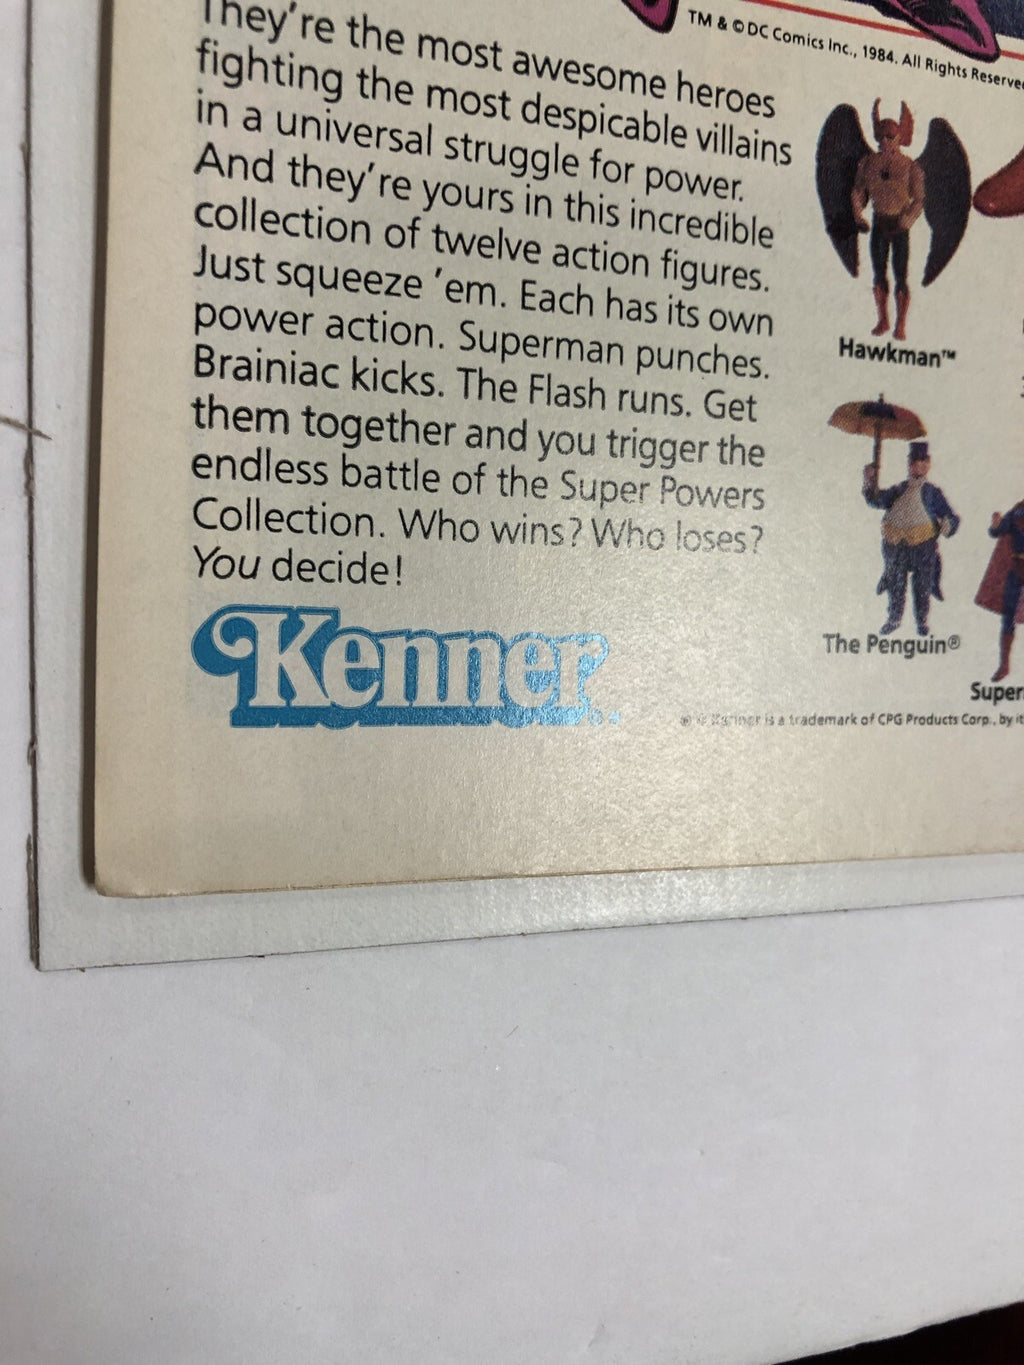 They're the most awesome heroes
fighting the most despicable villains
in a universal struggle for power.
And they're yours in this incredible
collection of twelve action figures.
Just squeeze 'em. Each has its own
power action. Superman punches.
Brainiac kicks. The Flash runs. Get
them together and you trigger the
endless battle of the Super Powers
Collection. Who wins? Who loses?
You decide!
Kenner
TM & © DC Comics Inc., 1984. All Rights Reserved
Hawkman™
The Penguin®
Super
Kenner is a trademark of CPG Products Corp., by it